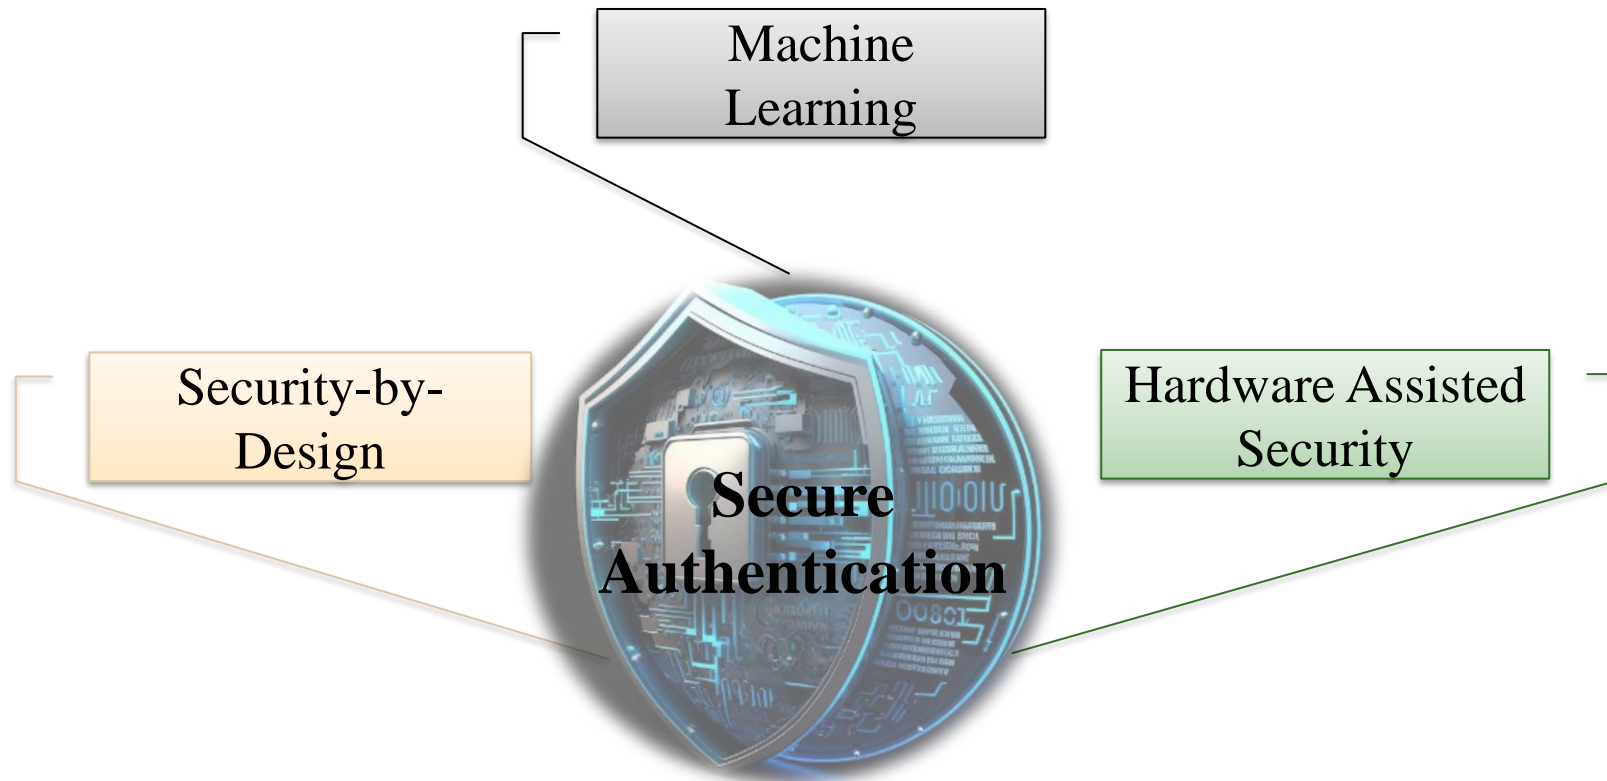 Machine
Learning
Security-by-
Design
Hardware Assisted
Security
Secure
Authentication